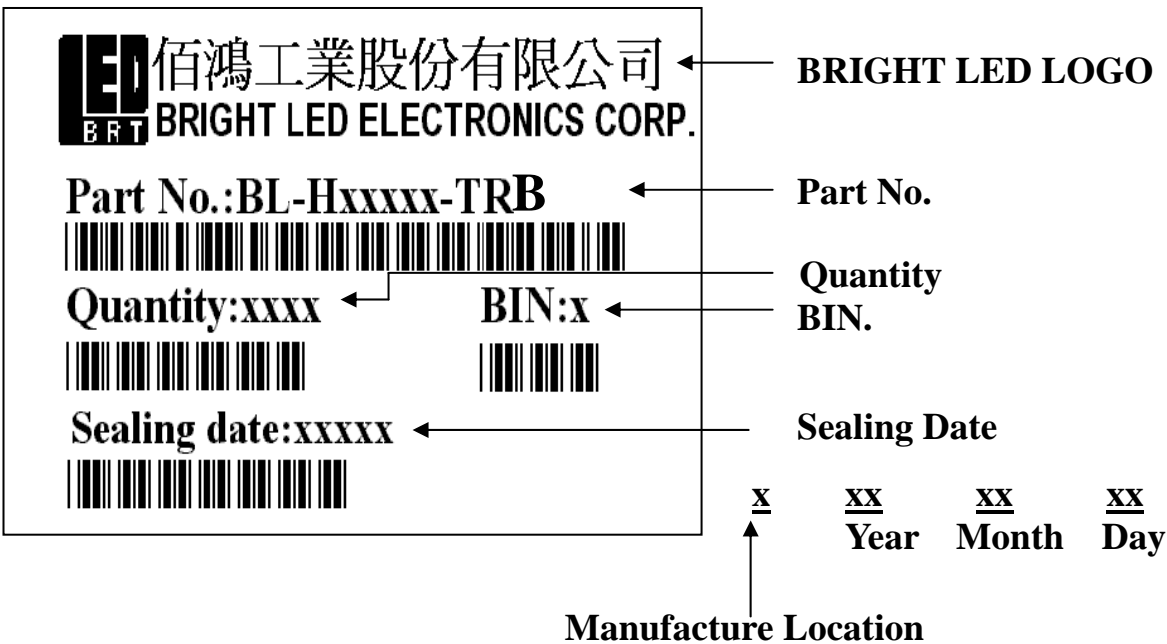 LED 佰鴻工業股份有限公司
BRT BRIGHT LED ELECTRONICS CORP.
BRIGHT LED LOGO
Part No.:BL-Hxxxxx-TRB
Part No.
Quantity:xxxx
BIN:x
Quantity
BIN.
Sealing date:xxxxx
Sealing Date
x xx xx xx
Year Month Day
Manufacture Location